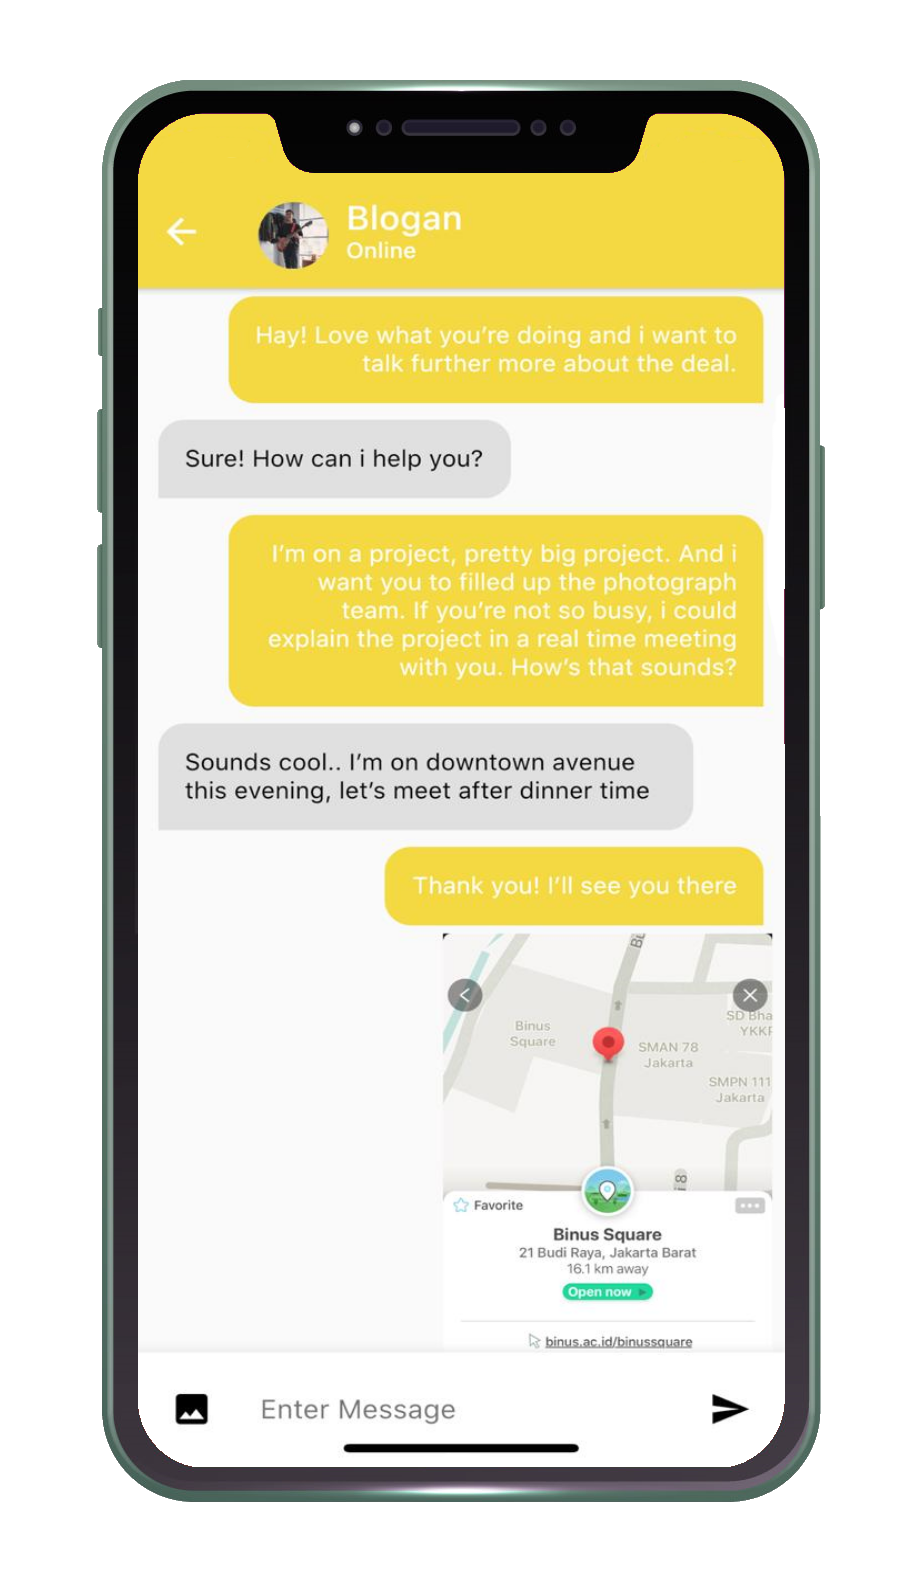 Blogan
Online
Hay! Love what you're doing and i want to
talk further more about the deal.
Sure! How can i help you?
I'm on a project, pretty big project. And i
want you to filled up the photograph
team. If you're not so busy, i could
explain the project in a real time meeting
with you. How's that sounds?
Sounds cool.. I'm on downtown avenue
this evening, let's meet after dinner time
Thank you! I'll see you there
Binus
Square
SMAN 78
Jakarta
SD Bha
YKKP
SMPN 111
Jakarta
Favorite
Binus Square
21 Budi Raya, Jakarta Barat
16.1 km away
Open now
binus.ac.id/binussquare
Enter Message